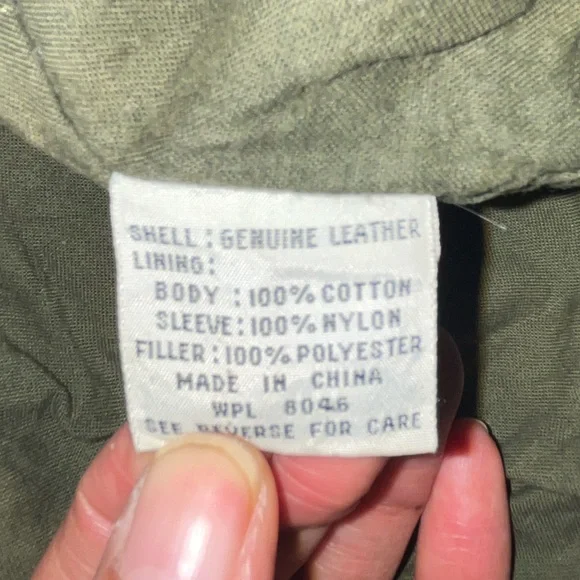 SHELL : GENUINE LEATHER
LINING:
BODY : 100% COTTON
SLEEVE: 100% NYLON
FILLER: 100% POLYESTER
MADE IN CHINA
WPL 8046
SEE REVERSE FOR CARE